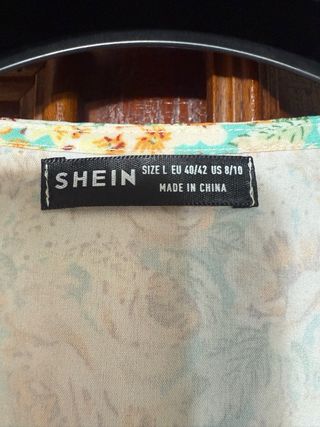 SHEIN
SIZE L EU 40/42 US 8/10
MADE IN CHINA